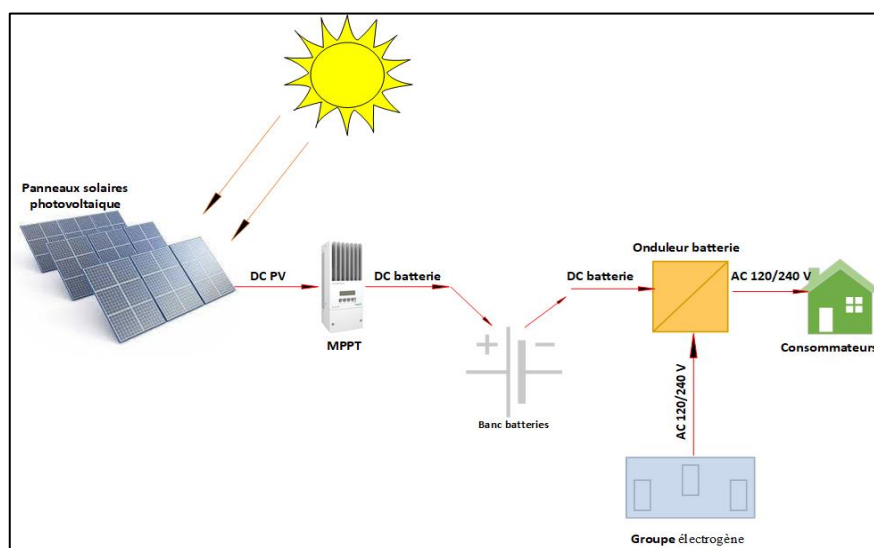 Panneaux solaires
photovoltaique
DC PV
DC batterie
MPPT
Banc batteries
DC batterie
Onduleur batterie
AC 120/240 V
Consommateurs
AC 120/240 V
Groupe électrogène